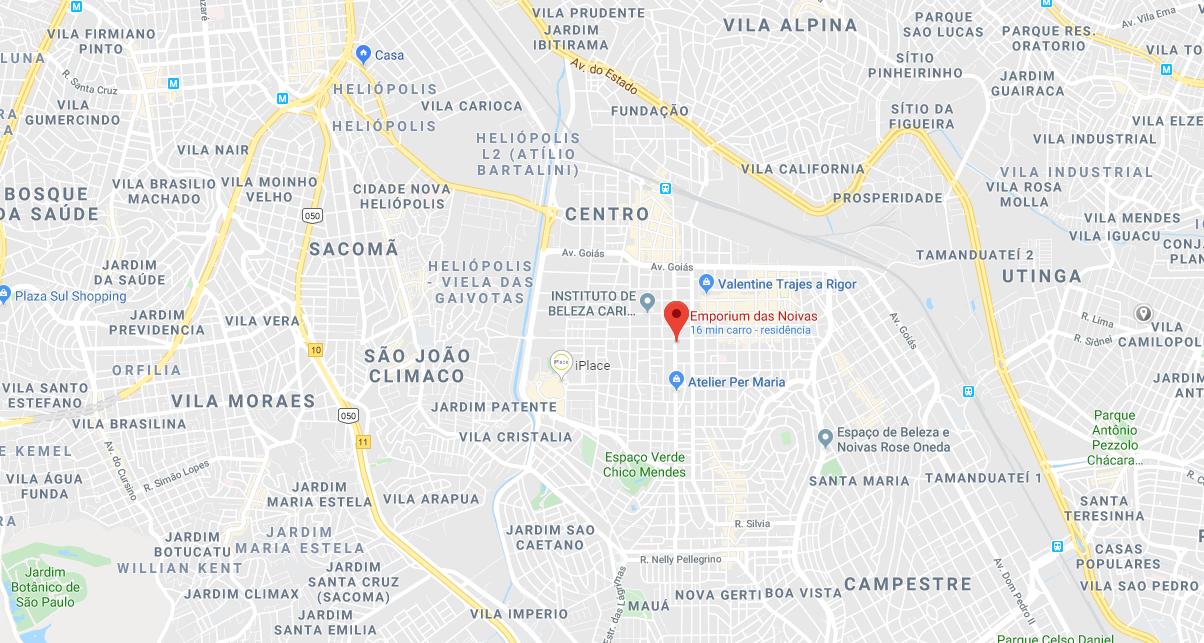 VILA PRUDENTE
VILA ALPINA
PARQUE
SAO LUCAS
Av. Vila Ema
VILA FIRMIANO
PINTO
JARDIM
IBITIRAMA
PARQUE RES.
ORATORIO
VILA TO
LUNA
Casa
SÍTIO
PINHEIRINHO
Av. do Estado
R. Santa Cruz
HELIÓPOLIS
VILA CARIOCA
FUNDAÇÃO
JARDIM
GUAIRACA
VILA
GUMERCINDO
HELIÓPOLIS
SÍTIO DA
FIGUEIRA
VILA ELZE
HELIÓPOLIS
L2 (ATÍLIO
BARTALINI)
VILA INDUSTRIAL
VILA NAIR
VILA CALIFORNIA
VILA INDUSTRIAL
VILA BRASILIO
MACHADO
VILA MOINHO
VELHO
CIDADE NOVA
HELIÓPOLIS
VILA ROSA
MOLLA
BOSQUE
DA SAÚDE
050
CENTRO
PROSPERIDADE
VILA MENDES
SACOMÃ
VILA IGUACU
CONJ.
PLAN
Av. Goiás
TAMANDUATEÍ 2
JARDIM
DA SAÚDE
HELIÓPOLIS
- VIELA DAS
GAIVOTAS
Av. Goiás
UTINGA
Plaza Sul Shopping
INSTITUTO DE
BELEZA CARI...
Valentine Trajes a Rigor
JARDIM
PREVIDENCIA
VILA VERA
Emporium das Noivas
16 min carro - residência
Av. Goiás
R. Lima
R. Sidnei
VILA
CAMILOPOLI
10
SÃO JOÃO
CLIMACO
iPlace
iPlace
ORFILIA
VILA SANTO
ESTEFANO
VILA MORAES
Atelier Per Maria
JARDIM
ANT
050
JARDIM PATENTE
VILA BRASILINA
11
VILA CRISTALIA
Espaço de Beleza e
Noivas Rose Oneda
Parque
Antônio
Pezzolo
Chácara...
E KEMEL
Av. do Cursino
R. Simão Lopes
Espaço Verde
Chico Mendes
VILA ÁGUA
FUNDA
SANTA MARIA
TAMANDUATEÍ 1
JARDIM
MARIA ESTELA
VILA ARAPUA
SANTA
TERESINHA
JARDIM
BOTUCATU
JARDIM
MARIA ESTELA
JARDIM SAO
CAETANO
R. Silvia
R. Nelly Pellegrino
CASAS
POPULARES
Jardim
Botânico de
São Paulo
WILLIAN KENT
JARDIM
SANTA CRUZ
(SACOMA)
CAMPESTRE
Av. Dom Pedro II
VILA SAO PEDRO
JARDIM CLIMAX
Estr. das Lágrimas
NOVA GERTI
BOA VISTA
MAUÁ
VILA IMPERIO
JARDIM
SANTA EMILIA
Parque Celso Daniel